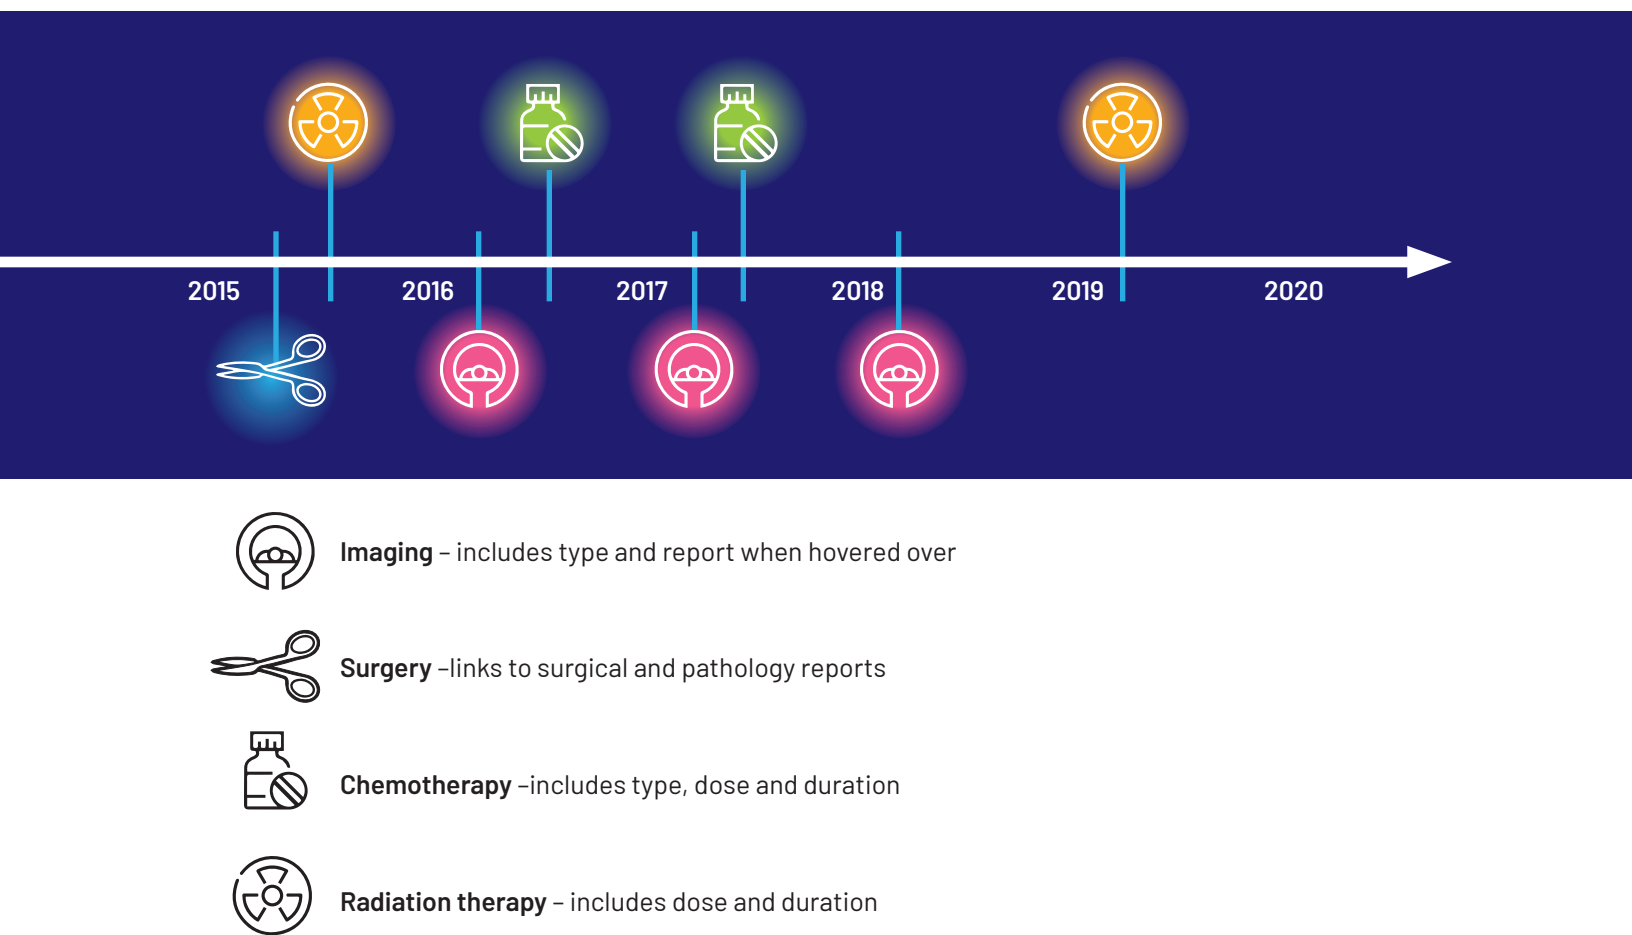 2015 2016 2017 2018 2019 2020
Imaging – includes type and report when hovered over
Surgery –links to surgical and pathology reports
Chemotherapy –includes type, dose and duration
Radiation therapy – includes dose and duration